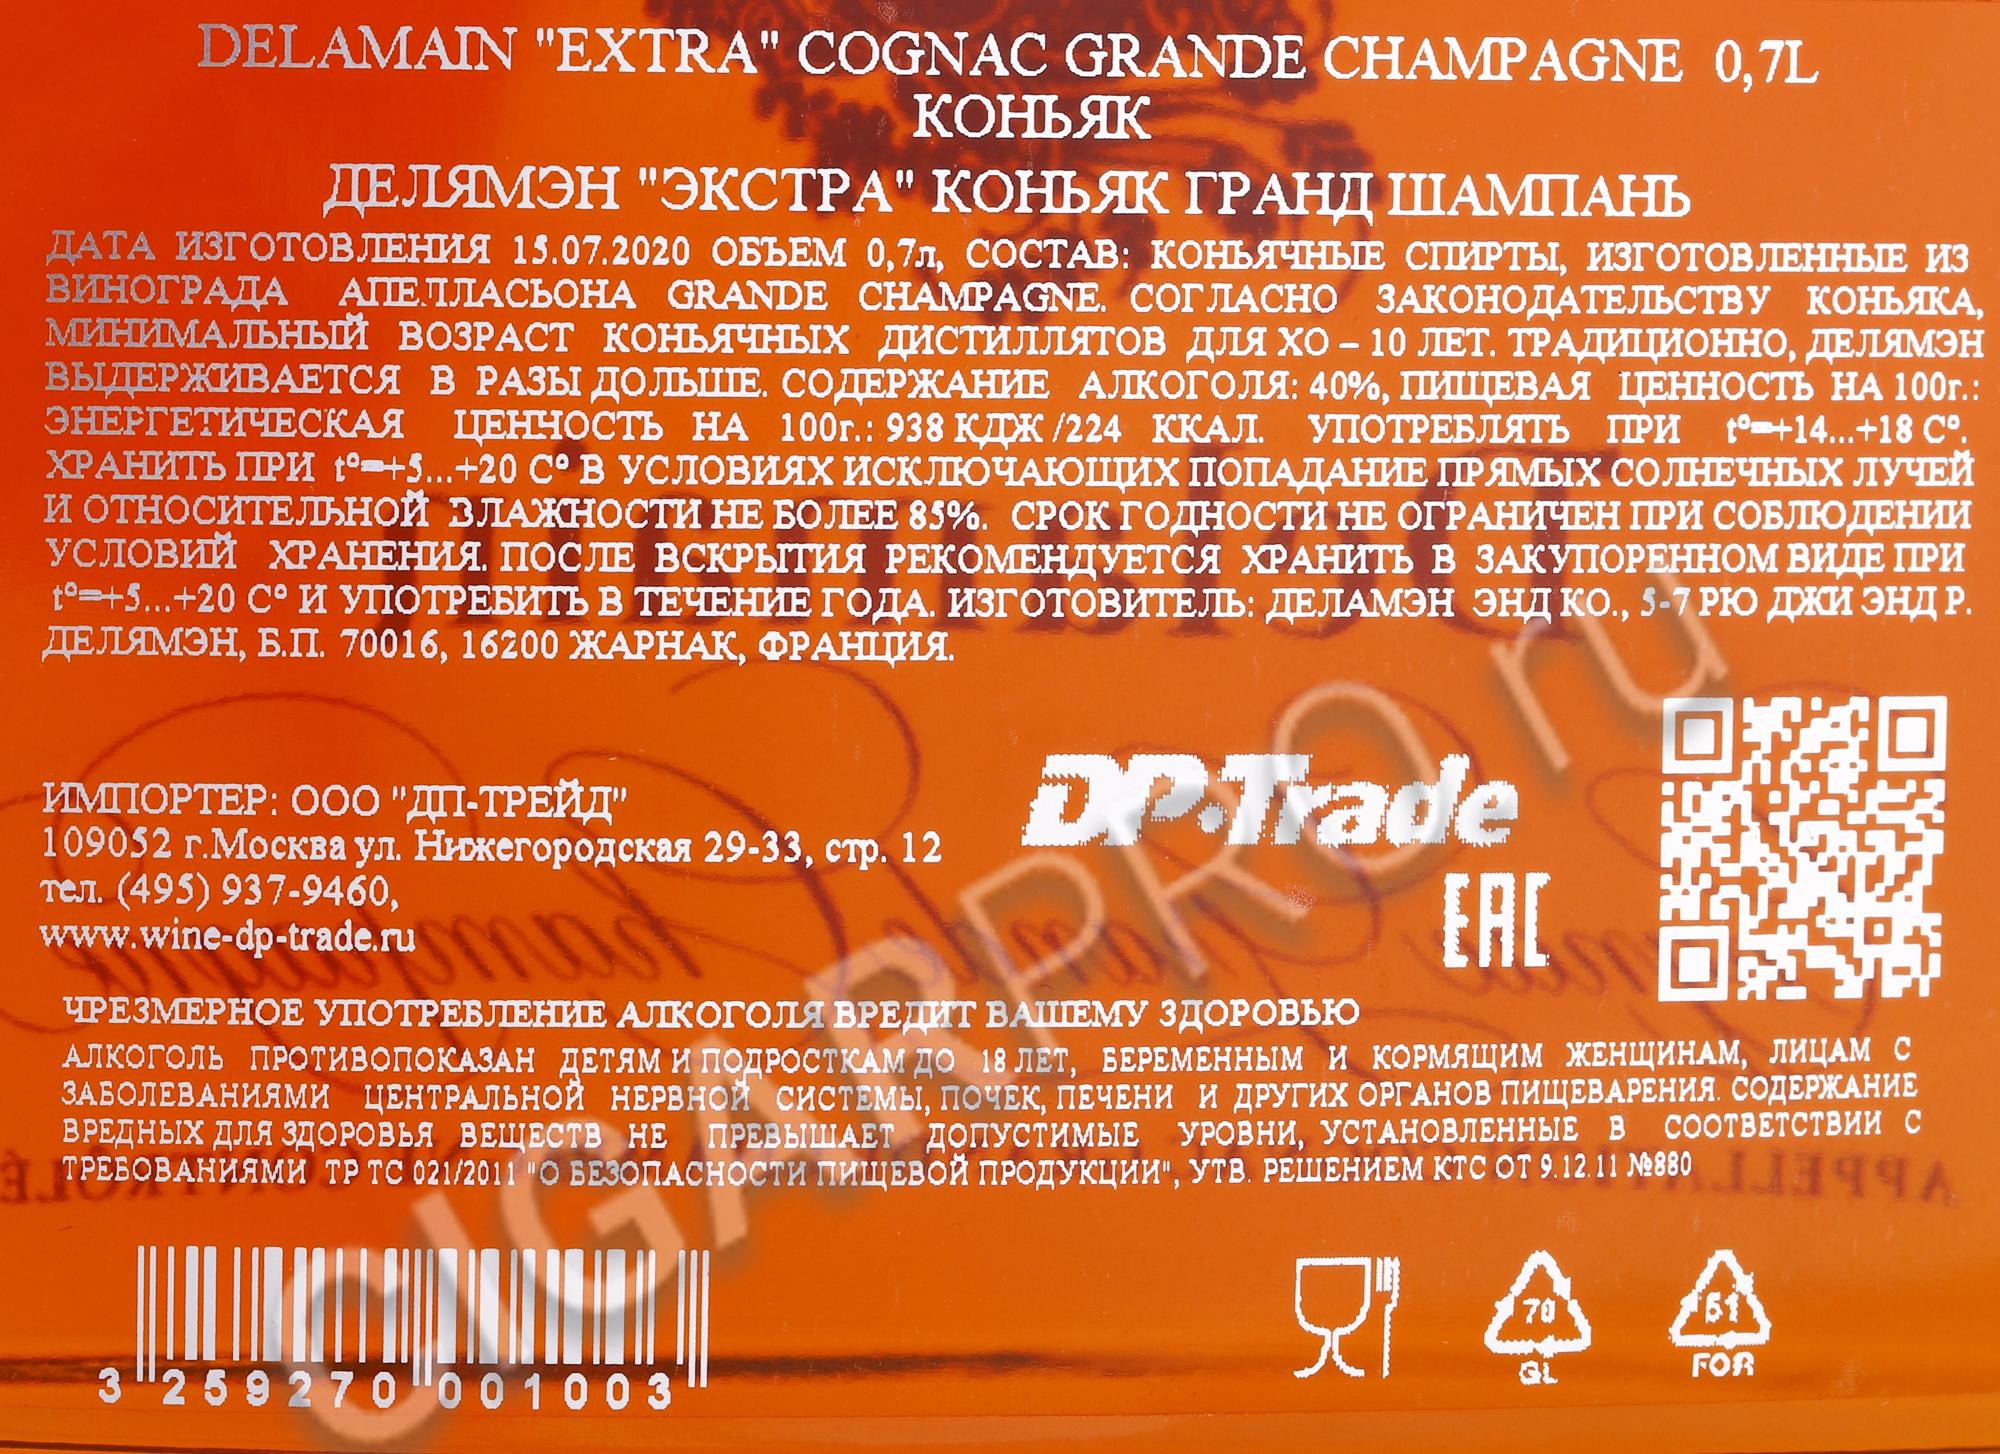 DELAMAIN "EXTRA" COGNAC GRANDE CHAMPAGNE 0,7L
КОНЬЯК
ДЕЛЯМЭН "ЭКСТРА" КОНЬЯК ГРАНД ШАМПАНЬ
ДАТА ИЗГОТОВЛЕНИЯ 15.07.2020 ОБЪЕМ 0,7л, СОСТАВ: КОНЬЯЧНЫЕ СПИРТЫ, ИЗГОТОВЛЕННЫЕ ИЗ
ВИНОГРАДА АПЕЛЛАСЬОНА GRANDE CHAMPAGNE. СОГЛАСНО ЗАКОНОДАТЕЛЬСТВУ КОНЬЯКА,
МИНИМАЛЬНЫЙ ВОЗРАСТ КОНЬЯЧНЫХ ДИСТИЛЛЯТОВ ДЛЯ ХО – 10 ЛЕТ. ТРАДИЦИОННО, ДЕЛЯМЭН
ВЫДЕРЖИВАЕТСЯ В РАЗЫ ДОЛЬШЕ. СОДЕРЖАНИЕ АЛКОГОЛЯ: 40%, ПИЩЕВАЯ ЦЕННОСТЬ НА 100г.:
ЭНЕРГЕТИЧЕСКАЯ ЦЕННОСТЬ НА 100г.: 938 КДЖ /224 ККАЛ. УПОТРЕБЛЯТЬ ПРИ t°=+14...+18 С°.
ХРАНИТЬ ПРИ t°=+5...+20 С° В УСЛОВИЯХ ИСКЛЮЧАЮЩИХ ПОПАДАНИЕ ПРЯМЫХ СОЛНЕЧНЫХ ЛУЧЕЙ
И ОТНОСИТЕЛЬНОЙ ВЛАЖНОСТИ НЕ БОЛЕЕ 85%. СРОК ГОДНОСТИ НЕ ОГРАНИЧЕН ПРИ СОБЛЮДЕНИИ
УСЛОВИЙ ХРАНЕНИЯ. ПОСЛЕ ВСКРЫТИЯ РЕКОМЕНДУЕТСЯ ХРАНИТЬ В ЗАКУПОРЕННОМ ВИДЕ ПРИ
t°=+5...+20 С° И УПОТРЕБИТЬ В ТЕЧЕНИЕ ГОДА. ИЗГОТОВИТЕЛЬ: ДЕЛАМЭН ЭНД КО., 5-7 РЮ ДЖИ ЭНД Р.
ДЕЛЯМЭН, Б.П. 70016, 16200 ЖАРНАК, ФРАНЦИЯ.
ИМПОРТЕР: ООО "ДП-ТРЕЙД"
109052 г.Москва ул. Нижегородская 29-33, стр. 12
тел. (495) 937-9460,
www.wine-dp-trade.ru
DP·Trade
EAC
ЧРЕЗМЕРНОЕ УПОТРЕБЛЕНИЕ АЛКОГОЛЯ ВРЕДИТ ВАШЕМУ ЗДОРОВЬЮ
АЛКОГОЛЬ ПРОТИВОПОКАЗАН ДЕТЯМ И ПОДРОСТКАМ ДО 18 ЛЕТ, БЕРЕМЕННЫМ И КОРМЯЩИМ ЖЕНЩИНАМ, ЛИЦАМ С
ЗАБОЛЕВАНИЯМИ ЦЕНТРАЛЬНОЙ НЕРВНОЙ СИСТЕМЫ, ПОЧЕК, ПЕЧЕНИ И ДРУГИХ ОРГАНОВ ПИЩЕВАРЕНИЯ. СОДЕРЖАНИЕ
ВРЕДНЫХ ДЛЯ ЗДОРОВЬЯ ВЕЩЕСТВ НЕ ПРЕВЫШАЕТ ДОПУСТИМЫЕ УРОВНИ, УСТАНОВЛЕННЫЕ В СООТВЕТСТВИИ С
ТРЕБОВАНИЯМИ ТР ТС 021/2011 "О БЕЗОПАСНОСТИ ПИЩЕВОЙ ПРОДУКЦИИ", УТВ. РЕШЕНИЕМ КТС ОТ 9.12.11 №880
3 259270 001003
70
GL
51
FOR
CIGARPRO.ru
Delamain
Grande Champagne